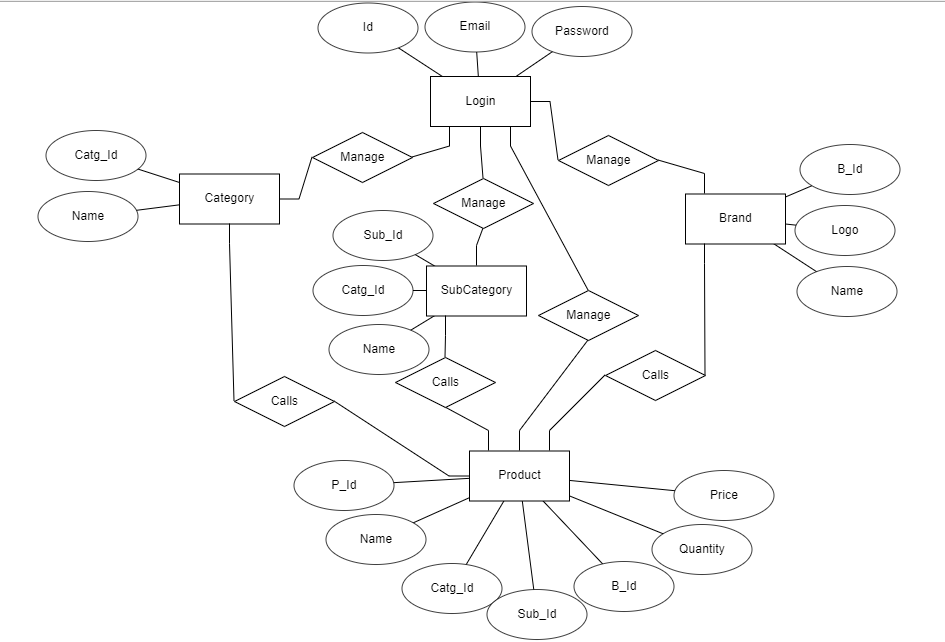 Id
Email
Password
Login
Catg_Id
Manage
Manage
B_Id
Category
Manage
Name
Brand
Logo
Sub_Id
Catg_Id
SubCategory
Name
Manage
Name
Calls
Calls
Calls
Product
P_Id
Price
Name
Quantity
Catg_Id
B_Id
Sub_Id